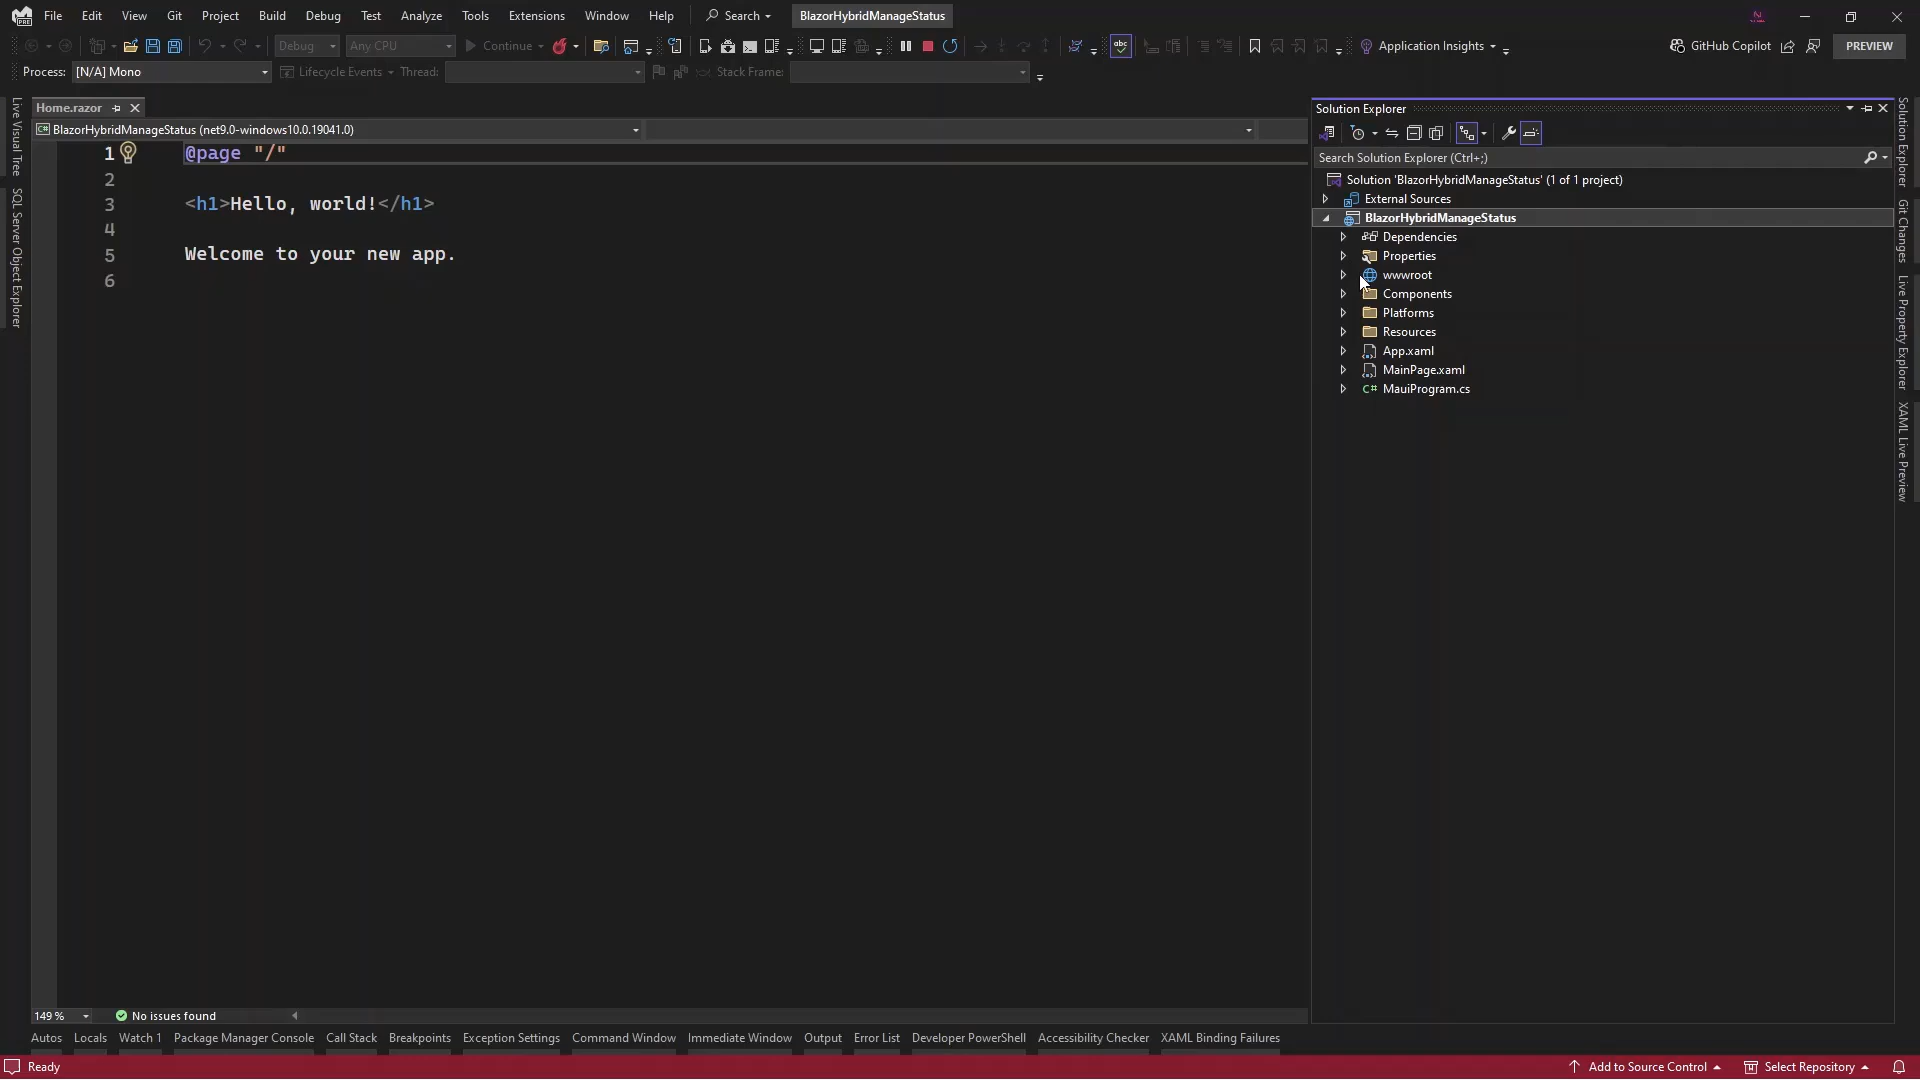 File Edit View Git Project Build Debug Test Analyze Tools Extensions Window Help Search BlazorHybridManageStatus
Debug Any CPU Continue Application Insights GitHub Copilot PREVIEW
Process: [N/A] Mono Lifecycle Events Thread: Stack Frame:
Home.razor
BlazorHybridManageStatus (net9.0-windows10.0.19041.0)
1 @page "/"
2
3 <h1>Hello, world!</h1>
4
5 Welcome to your new app.
6
Live Visual Tree
SQL Server Object Explorer
Solution Explorer
Search Solution Explorer (Ctrl+;)
Solution 'BlazorHybridManageStatus' (1 of 1 project)
External Sources
BlazorHybridManageStatus
Dependencies
Properties
wwwroot
Components
Platforms
Resources
App.xaml
MainPage.xaml
C# MauiProgram.cs
Solution Explorer
Git Changes
Live Property Explorer
XAML Live Preview
149 % No issues found
Autos Locals Watch 1 Package Manager Console Call Stack Breakpoints Exception Settings Command Window Immediate Window Output Error List Developer PowerShell Accessibility Checker XAML Binding Failures
Ready Add to Source Control Select Repository